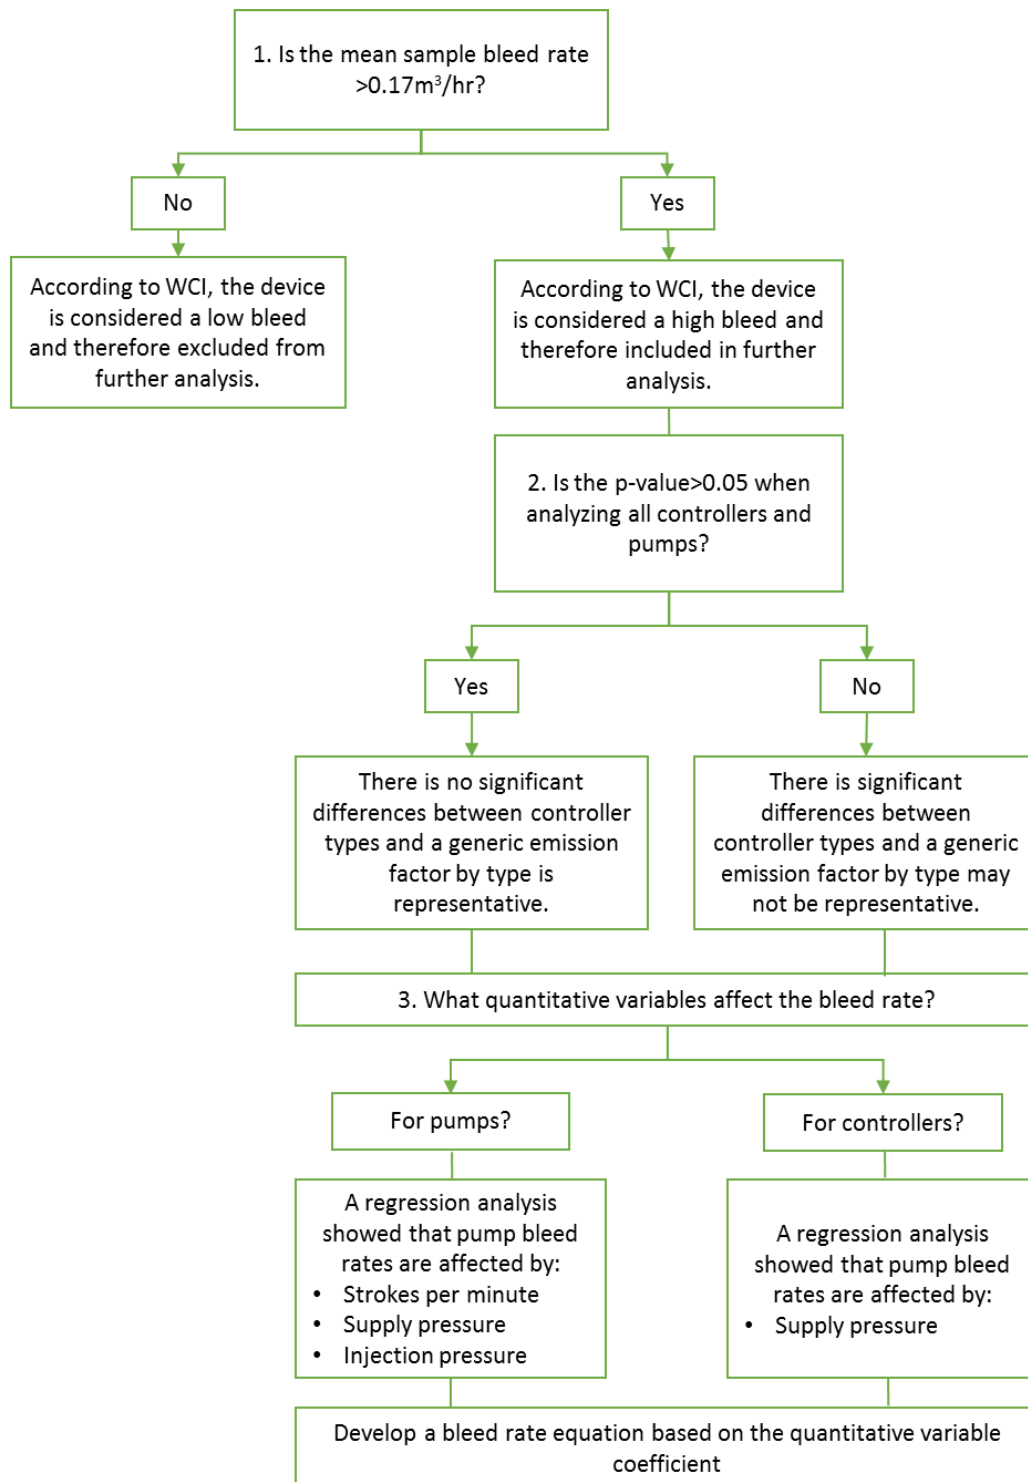 1. Is the mean sample bleed rate
>0.17m³/hr?
No
Yes
According to WCI, the device
is considered a low bleed
and therefore excluded from
further analysis.
According to WCI, the device
is considered a high bleed and
therefore included in further
analysis.
2. Is the p-value>0.05 when
analyzing all controllers and
pumps?
Yes
No
There is no significant
differences between controller
types and a generic emission
factor by type is
representative.
There is significant
differences between
controller types and a generic
emission factor by type may
not be representative.
3. What quantitative variables affect the bleed rate?
For pumps?
For controllers?
A regression analysis
showed that pump bleed
rates are affected by:
• Strokes per minute
• Supply pressure
• Injection pressure
A regression analysis
showed that pump bleed
rates are affected by:
• Supply pressure
Develop a bleed rate equation based on the quantitative variable
coefficient